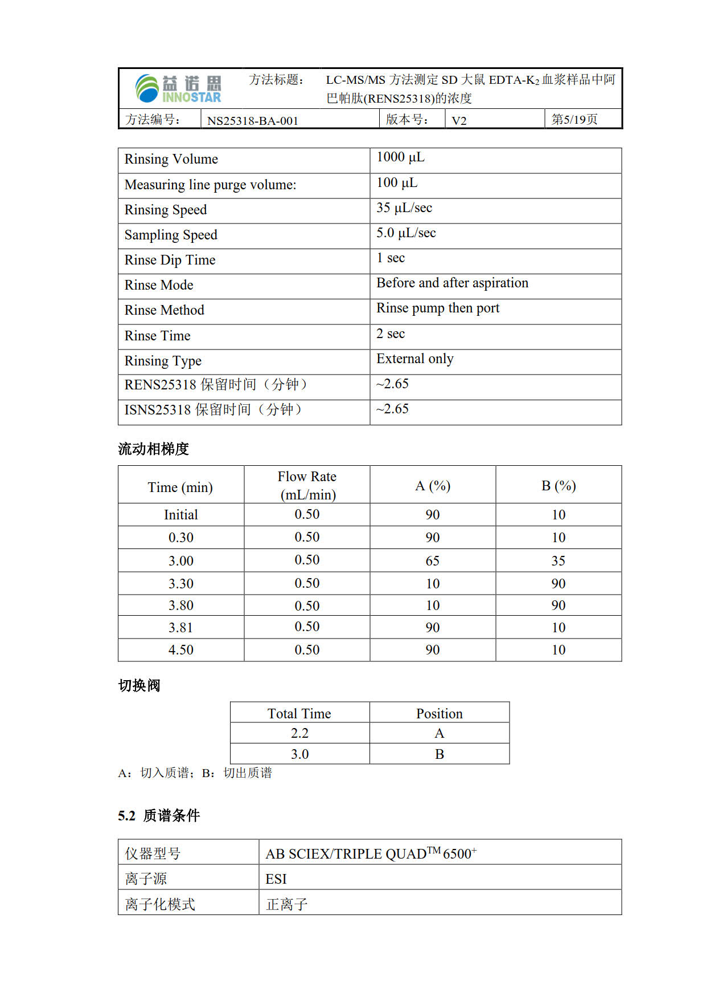 益诺思
INNOSTAR
方法标题： LC-MS/MS 方法测定 SD 大鼠 EDTA-K2 血浆样品中阿
巴帕肽(RENS25318)的浓度
方法编号： NS25318-BA-001 版本号： V2 第5/19页
Rinsing Volume 1000 μL
Measuring line purge volume: 100 μL
Rinsing Speed 35 μL/sec
Sampling Speed 5.0 μL/sec
Rinse Dip Time 1 sec
Rinse Mode Before and after aspiration
Rinse Method Rinse pump then port
Rinse Time 2 sec
Rinsing Type External only
RENS25318 保留时间（分钟） ~2.65
ISNS25318 保留时间（分钟） ~2.65
流动相梯度
Time (min) Flow Rate (mL/min) A (%) B (%)
Initial 0.50 90 10
0.30 0.50 90 10
3.00 0.50 65 35
3.30 0.50 10 90
3.80 0.50 10 90
3.81 0.50 90 10
4.50 0.50 90 10
切换阀
Total Time Position
2.2 A
3.0 B
A：切入质谱；B：切出质谱
5.2 质谱条件
仪器型号 AB SCIEX/TRIPLE QUAD™ 6500+
离子源 ESI
离子化模式 正离子